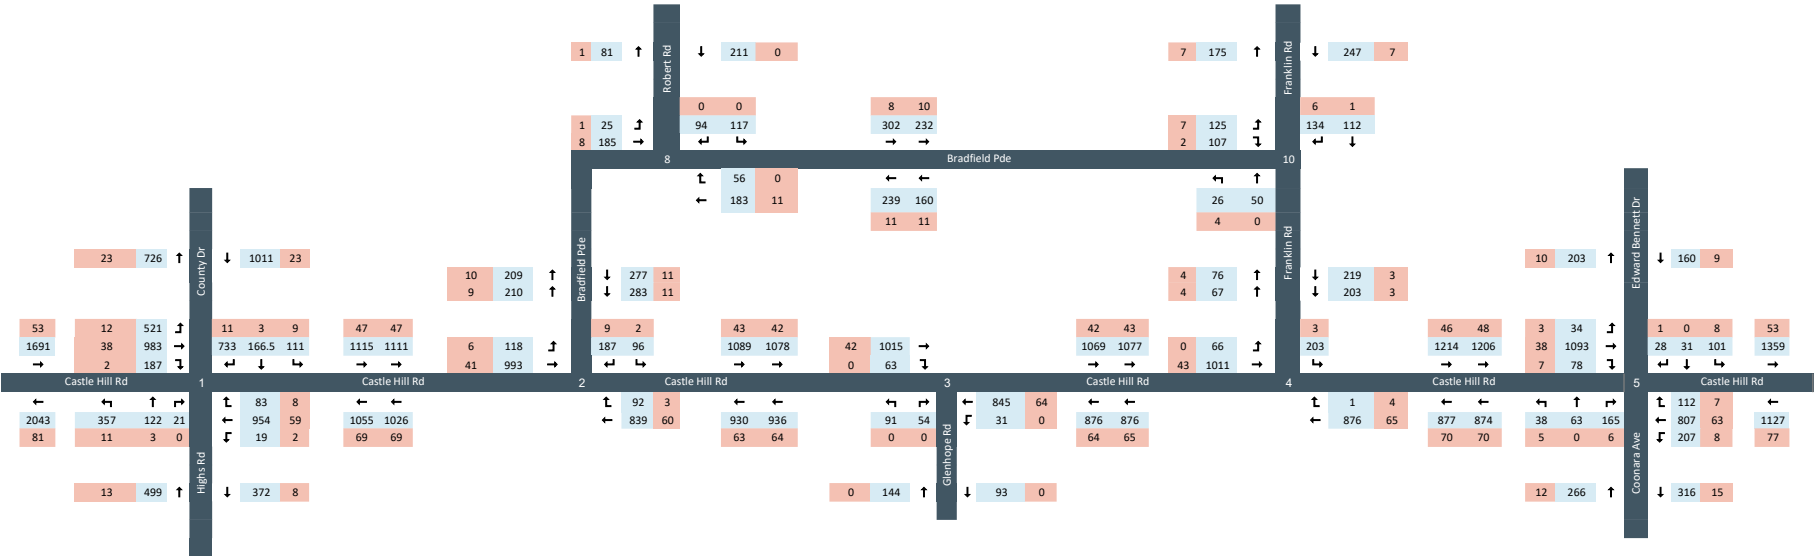 1 81 ↑ Robert Rd ↓ 211 0
7 175 ↑ Franklin Rd ↓ 247 7
0 0
8 10
6 1
1 25 94 117
302 232
7 125 134 112
8 185 →
→ →
2 107
8 Bradfield Pde 10
56 0
← ←
← 183 11
239 160
26 50
11 11
4 0
23 726 ↑ County Dr ↓ 1011 23
10 209 ↑ Bradfield Pde ↓ 277 11
9 210 ↑ ↓ 283 11
4 76 ↑ Franklin Rd ↓ 219 3
4 67 ↑ ↓ 203 3
10 203 ↑ Edward Bennett Dr ↓ 160 9
53 12 521 11 3 9 47 47 9 2 43 42 42 43 3 46 48 3 34 1 0 8 53
1691 38 983 → 733 166.5 111 1115 1111 6 118 187 96 1089 1078 42 1015 → 1069 1077 0 66 203 1214 1206 38 1093 → 28 31 101 1359
→ 2 187 → → 41 993 → → → 0 63 → → 43 1011 → → → 7 78 →
Castle Hill Rd 1 Castle Hill Rd 2 Castle Hill Rd 3 Castle Hill Rd 4 Castle Hill Rd 5 Castle Hill Rd
← 83 8 ← ← 92 3 ← ← ← 845 64 ← ← 1 4 ← ← 112 7 ←
2043 357 122 21 ← 954 59 1055 1026 ← 839 60 930 936 91 54 31 0 876 876 ← 876 65 877 874 38 63 165 ← 807 63 1127
81 11 3 0 19 2 69 69 63 64 0 0 64 65 70 70 5 0 6 207 8 77
13 499 ↑ Highs Rd ↓ 372 8
0 144 ↑ Glenhope Rd ↓ 93 0
12 266 ↑ Coonara Ave ↓ 316 15